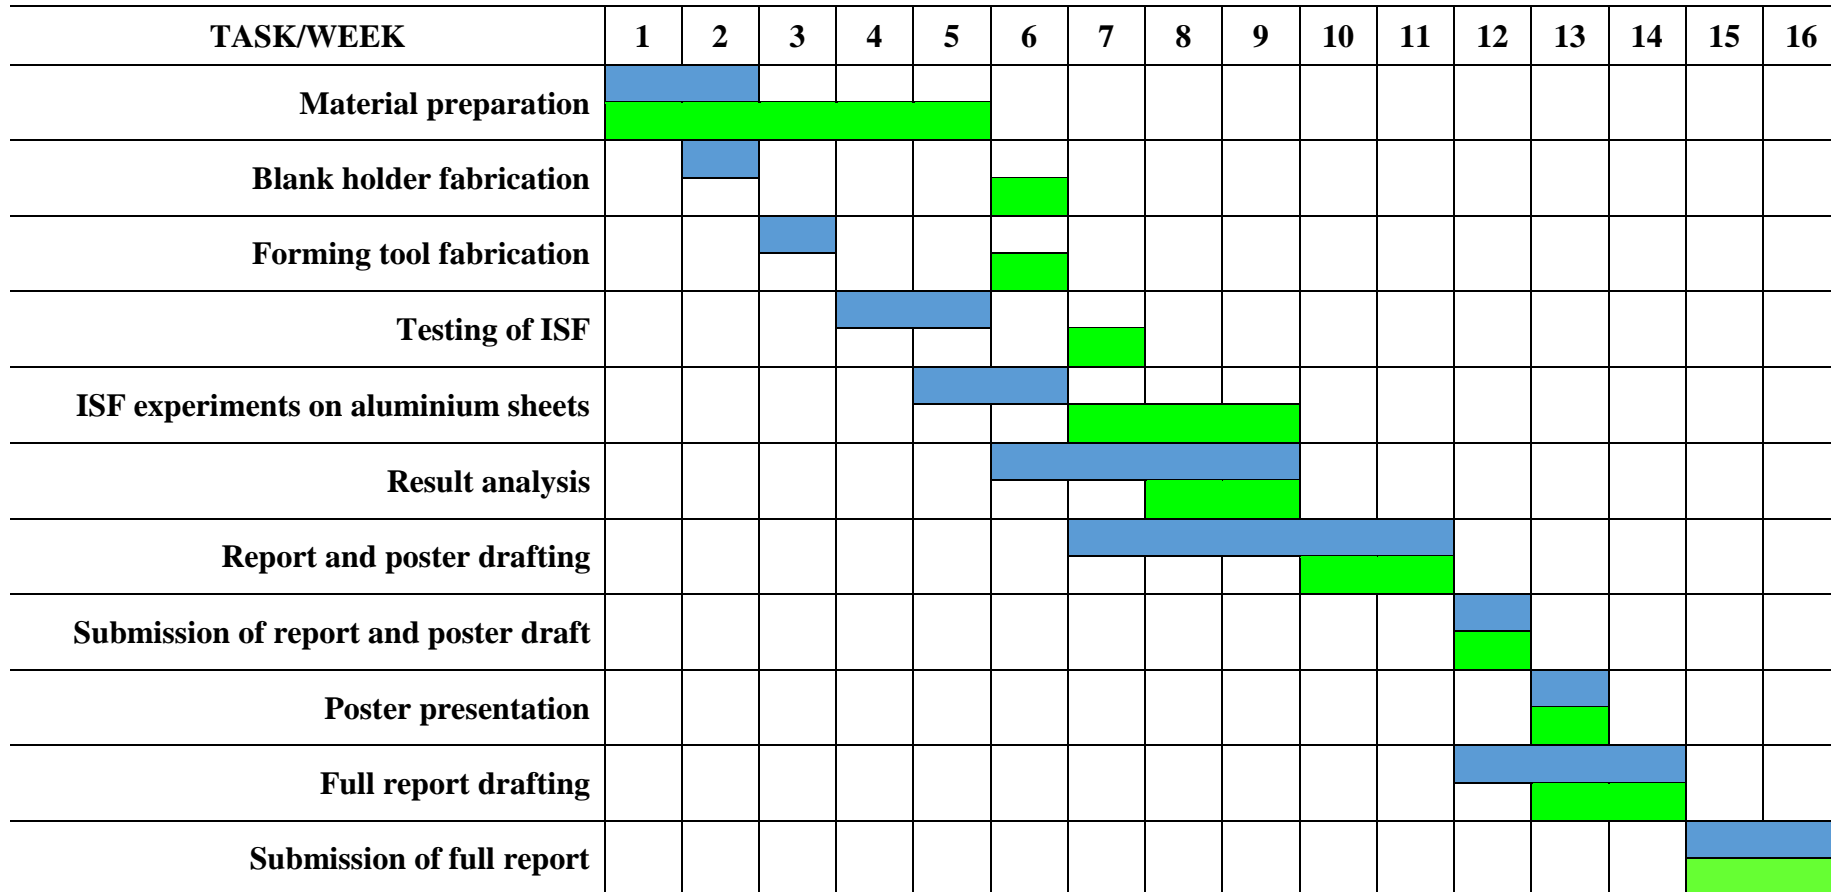 TASK/WEEK 1 2 3 4 5 6 7 8 9 10 11 12 13 14 15 16
Material preparation
Blank holder fabrication
Forming tool fabrication
Testing of ISF
ISF experiments on aluminium sheets
Result analysis
Report and poster drafting
Submission of report and poster draft
Poster presentation
Full report drafting
Submission of full report